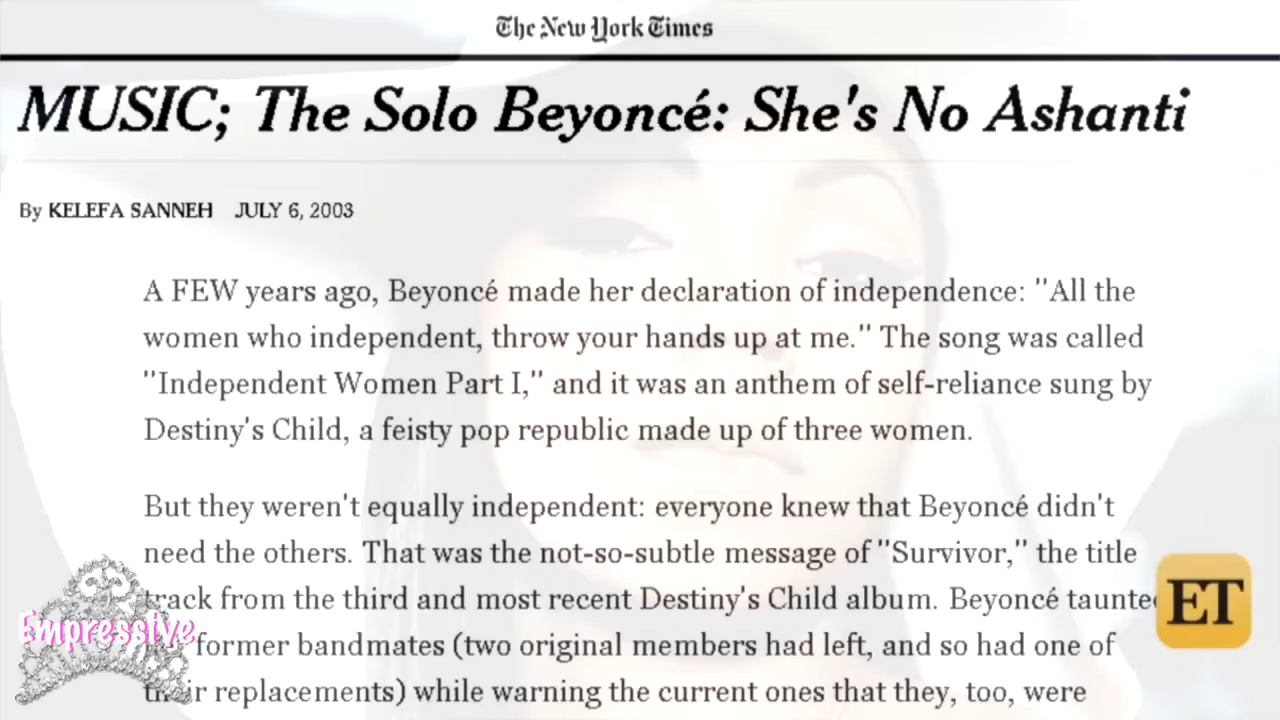 The New York Times
MUSIC; The Solo Beyoncé: She's No Ashanti
By KELEFA SANNEH JULY 6, 2003
A FEW years ago, Beyoncé made her declaration of independence: "All the
women who independent, throw your hands up at me." The song was called
"Independent Women Part I," and it was an anthem of self-reliance sung by
Destiny's Child, a feisty pop republic made up of three women.
But they weren't equally independent: everyone knew that Beyoncé didn't
need the others. That was the not-so-subtle message of "Survivor," the title
track from the third and most recent Destiny's Child album. Beyoncé taunte
former bandmates (two original members had left, and so had one of
their replacements) while warning the current ones that they, too, were
Empressive
ET